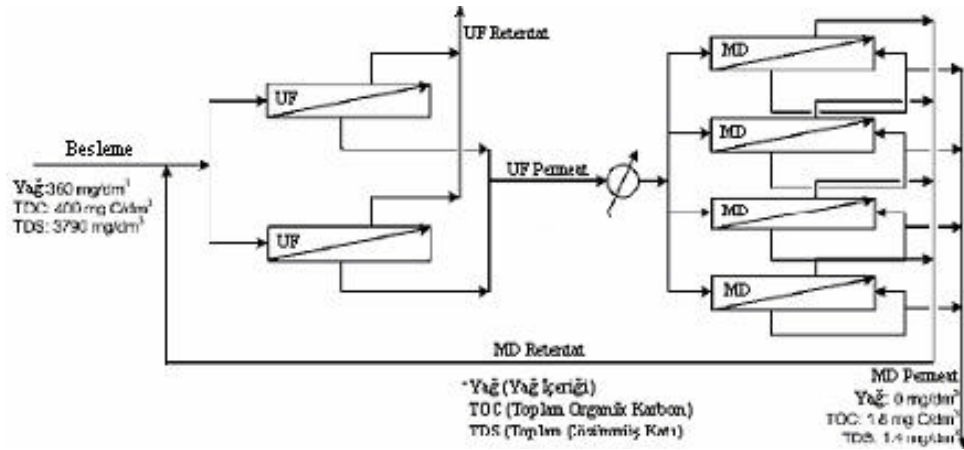 UF Retentat
UF
UF
Besleme
Yağ:360 mg/dm³
TOC: 400 mg C/dm³
TDS: 3790 mg/dm³
UF Permeat
MD
MD
MD
MD
MD Retentat
*Yağ (Yağ İçeriği)
TOC (Toplam Organik Karbon)
TDS (Toplam Çözünmüş Katı)
MD Permeat
Yağ: 0 mg/dm³
TOC: 1.8 mg C/dm³
TDS: 1.4 mg/dm³